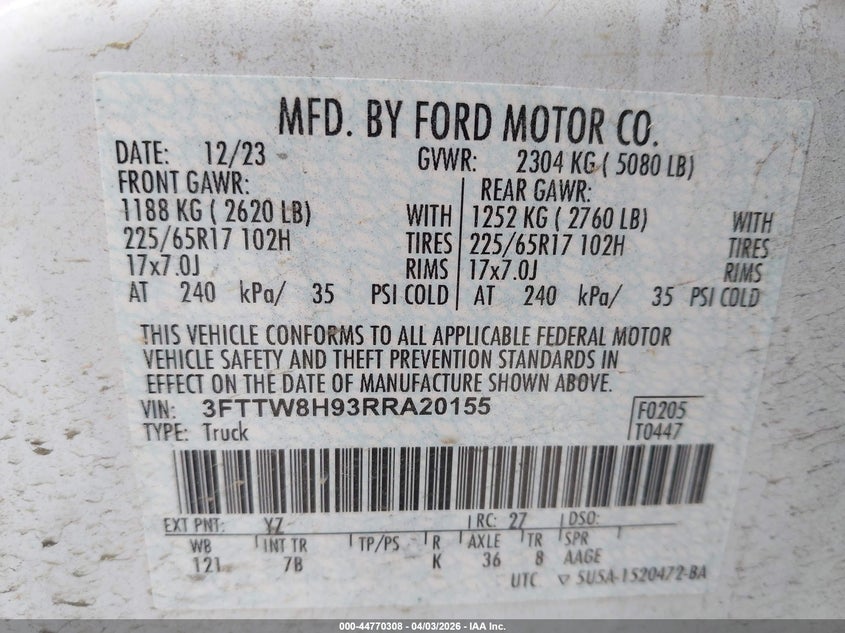 MFD. BY FORD MOTOR CO.
DATE: 12/23 GVWR: 2304 KG ( 5080 LB)
FRONT GAWR: REAR GAWR:
1188 KG ( 2620 LB) WITH 1252 KG ( 2760 LB) WITH
225/65R17 102H TIRES 225/65R17 102H TIRES
17x7.0J RIMS 17x7.0J RIMS
AT 240 kPa/ 35 PSI COLD AT 240 kPa/ 35 PSI COLD
THIS VEHICLE CONFORMS TO ALL APPLICABLE FEDERAL MOTOR
VEHICLE SAFETY AND THEFT PREVENTION STANDARDS IN
EFFECT ON THE DATE OF MANUFACTURE SHOWN ABOVE.
VIN: 3FTTW8H93RRA20155 F0205
TYPE: Truck T0447
EXT PNT: YZ RC: 27 DSO:
WB INT TR TP/PS R AXLE TR SPR
121 7B K 36 8 AAGE
UTC ▽ SU5A-1520472-BA
000-44770308 - 04/03/2026 - IAA Inc.